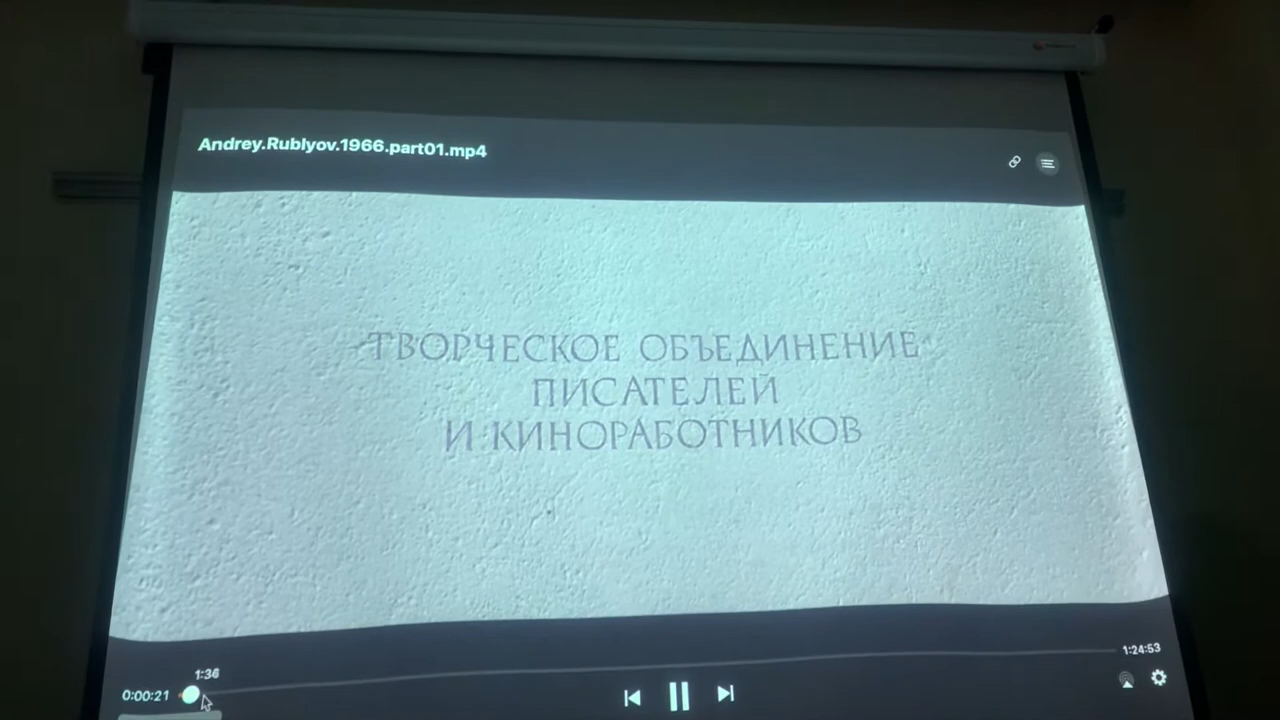 Andrey.Rublyov.1966.part01.mp4
ТВОРЧЕСКОЕ ОБЪЕДИНЕНИЕ
ПИСАТЕЛЕЙ
И КИНОРАБОТНИКОВ
1:36
1:24:53
0:00:21